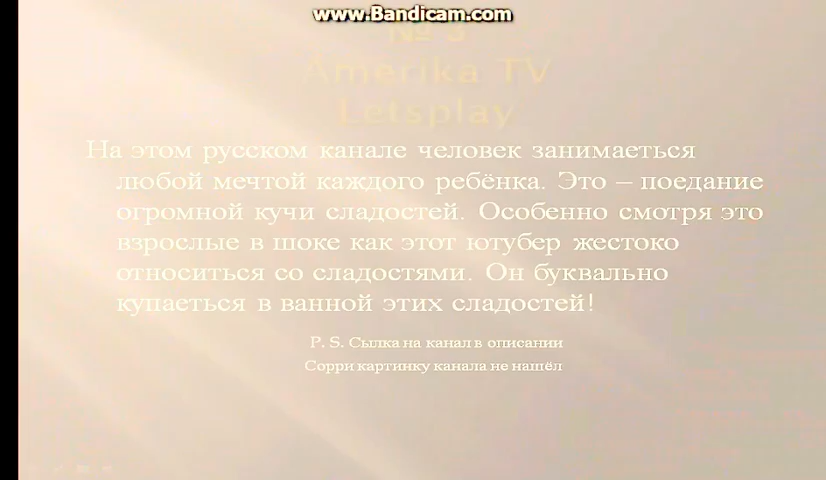 www.Bandicam.com
№ 3
Amerika TV
Letsplay
На этом русском канале человек занимаеться
любой мечтой каждого ребёнка. Это – поедание
огромной кучи сладостей. Особенно смотря это
взрослые в шоке как этот ютубер жестоко
относиться со сладостями. Он буквально
купаеться в ванной этих сладостей!
P. S. Сылка на канал в описании
Сорри картинку канала не нашёл